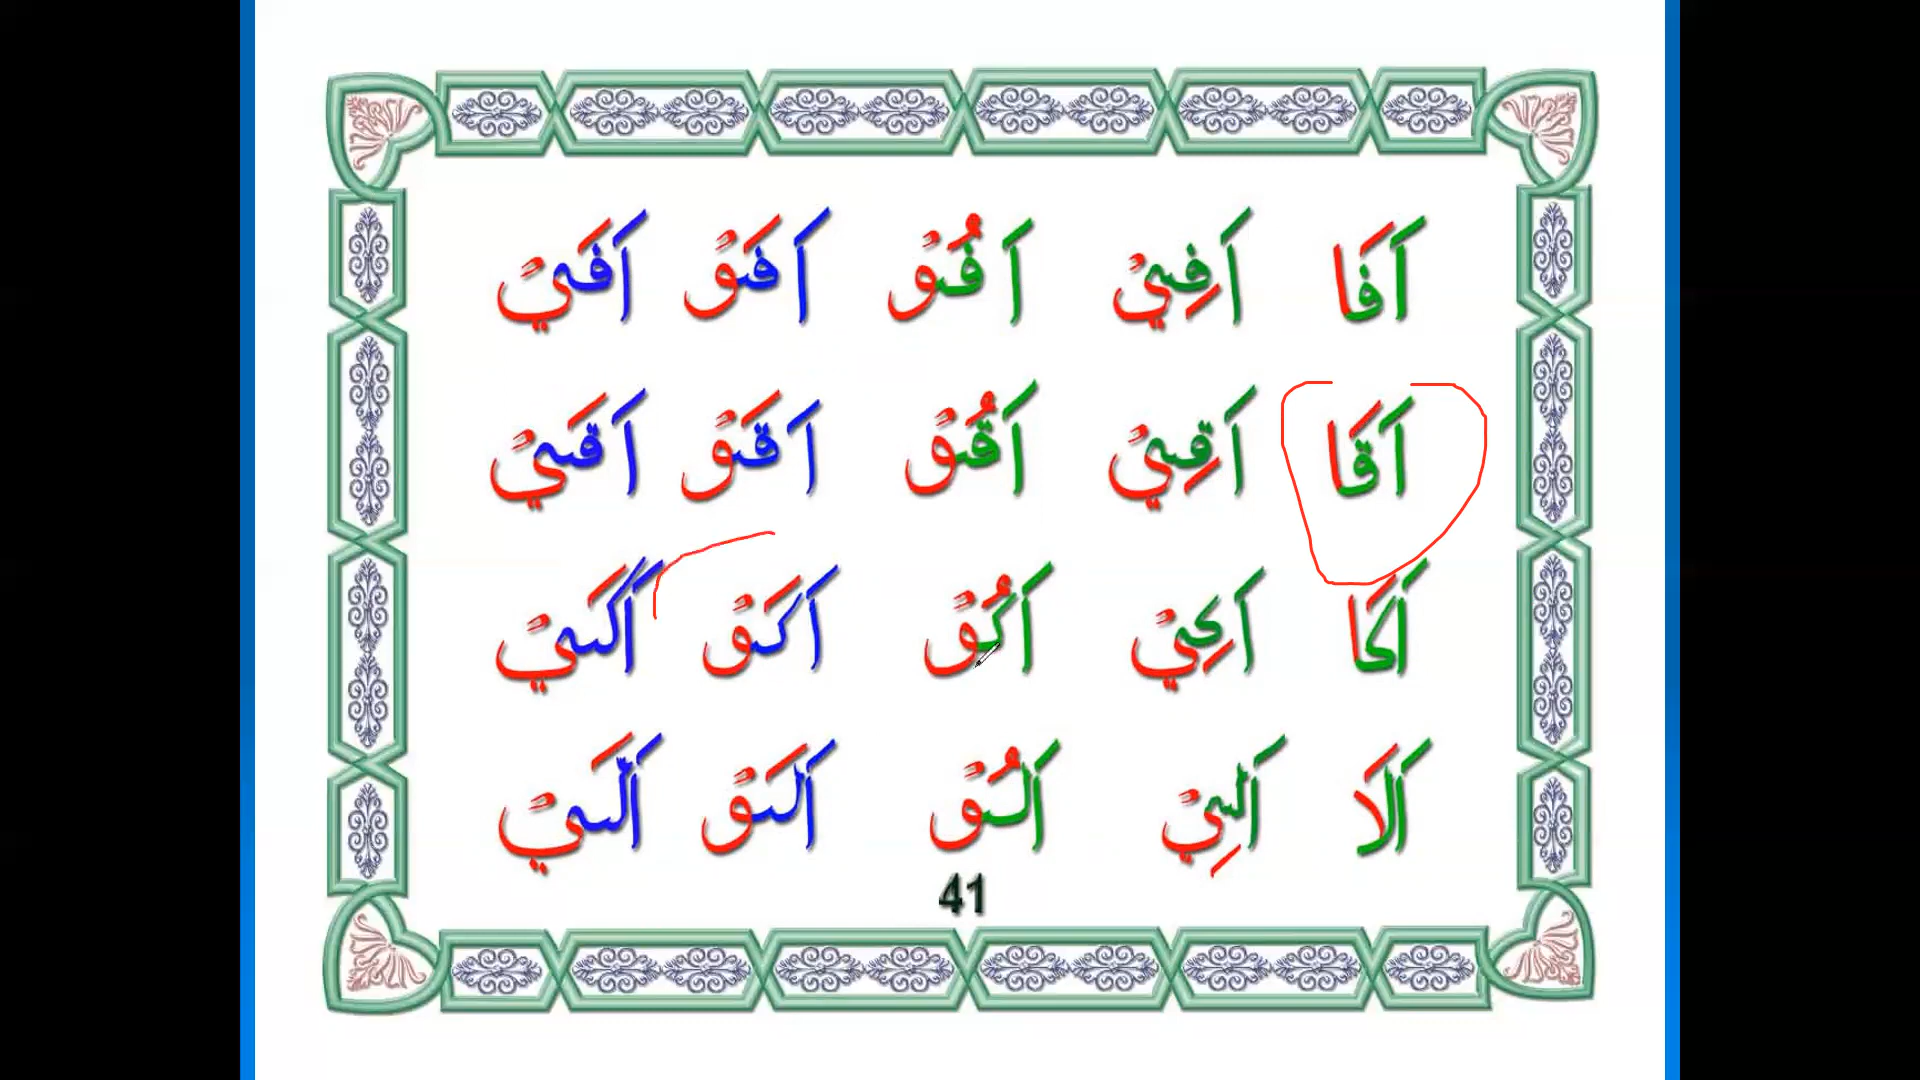 اَفَا اَفِيْ اَفُوْ اَفَوْ اَفَيْ
اَقَا اَقِيْ اَقُوْ اَقَوْ اَقَيْ
اَكَا اَكِيْ اَكُوْ اَكَوْ اَكَيْ
اَلَا اَلِيْ اَلُوْ اَلَوْ اَلَيْ
41